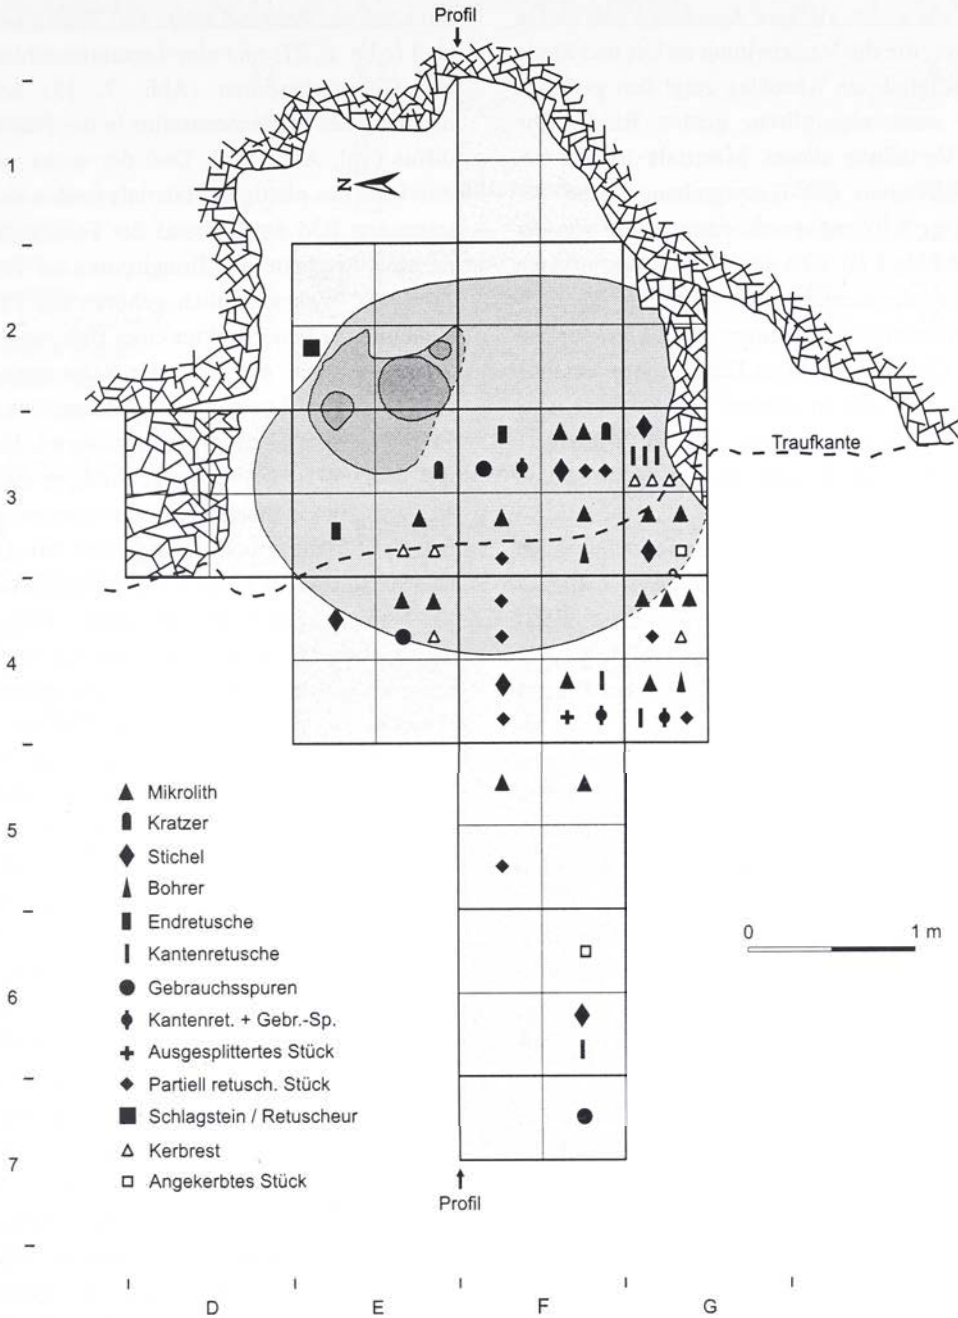 Profil
1
N
2
Traufkante
3
4
Mikrolith
Kratzer
Stichel
5
Bohrer
Endretusche
0 1 m
Kantenretusche
Gebrauchsspuren
6
Kantenret. + Gebr.-Sp.
Ausgesplittertes Stück
Partiell retusch. Stück
Schlagstein / Retuscheur
Kerbrest
7
Angekerbtes Stück
Profil
D E F G